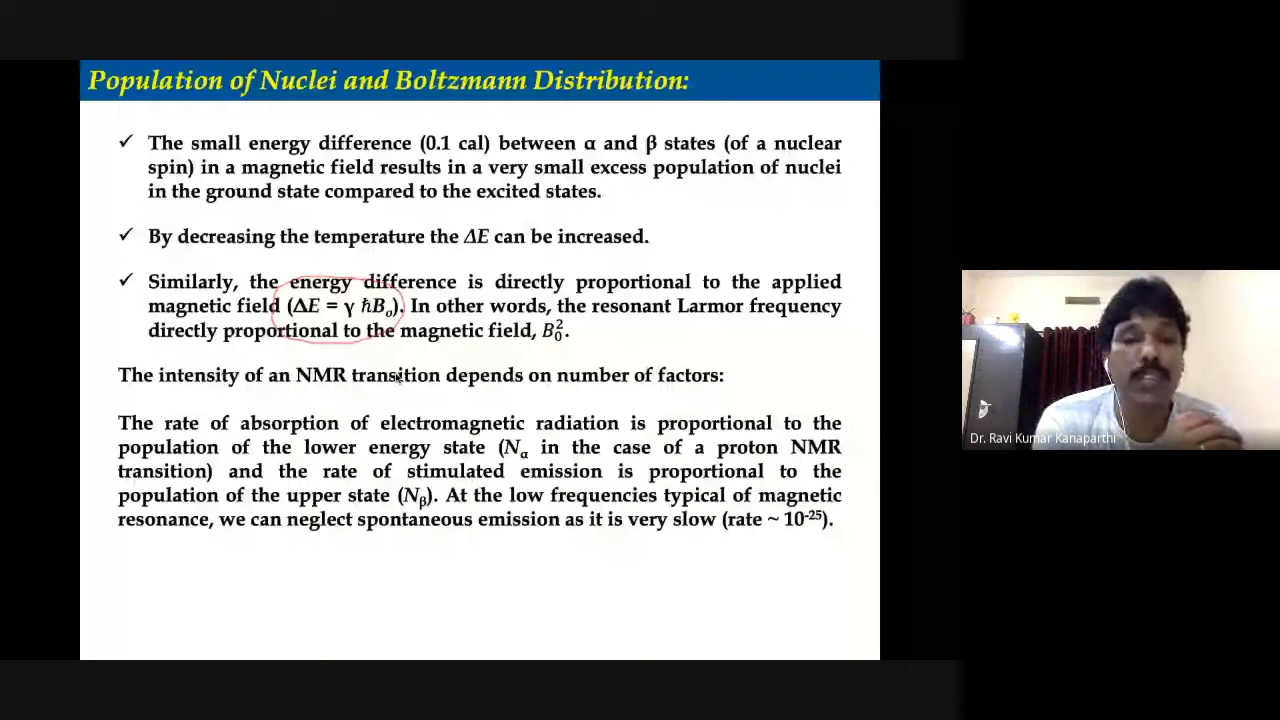 Population of Nuclei and Boltzmann Distribution:
✓ The small energy difference (0.1 cal) between α and β states (of a nuclear
spin) in a magnetic field results in a very small excess population of nuclei
in the ground state compared to the excited states.
✓ By decreasing the temperature the ΔE can be increased.
✓ Similarly, the energy difference is directly proportional to the applied
magnetic field (ΔE = γ ℏB₀). In other words, the resonant Larmor frequency
directly proportional to the magnetic field, B₀².
The intensity of an NMR transition depends on number of factors:
The rate of absorption of electromagnetic radiation is proportional to the
population of the lower energy state (Nα in the case of a proton NMR
transition) and the rate of stimulated emission is proportional to the
population of the upper state (Nβ). At the low frequencies typical of magnetic
resonance, we can neglect spontaneous emission as it is very slow (rate ~ 10⁻²⁵).
Dr. Ravi Kumar Kanaparthi